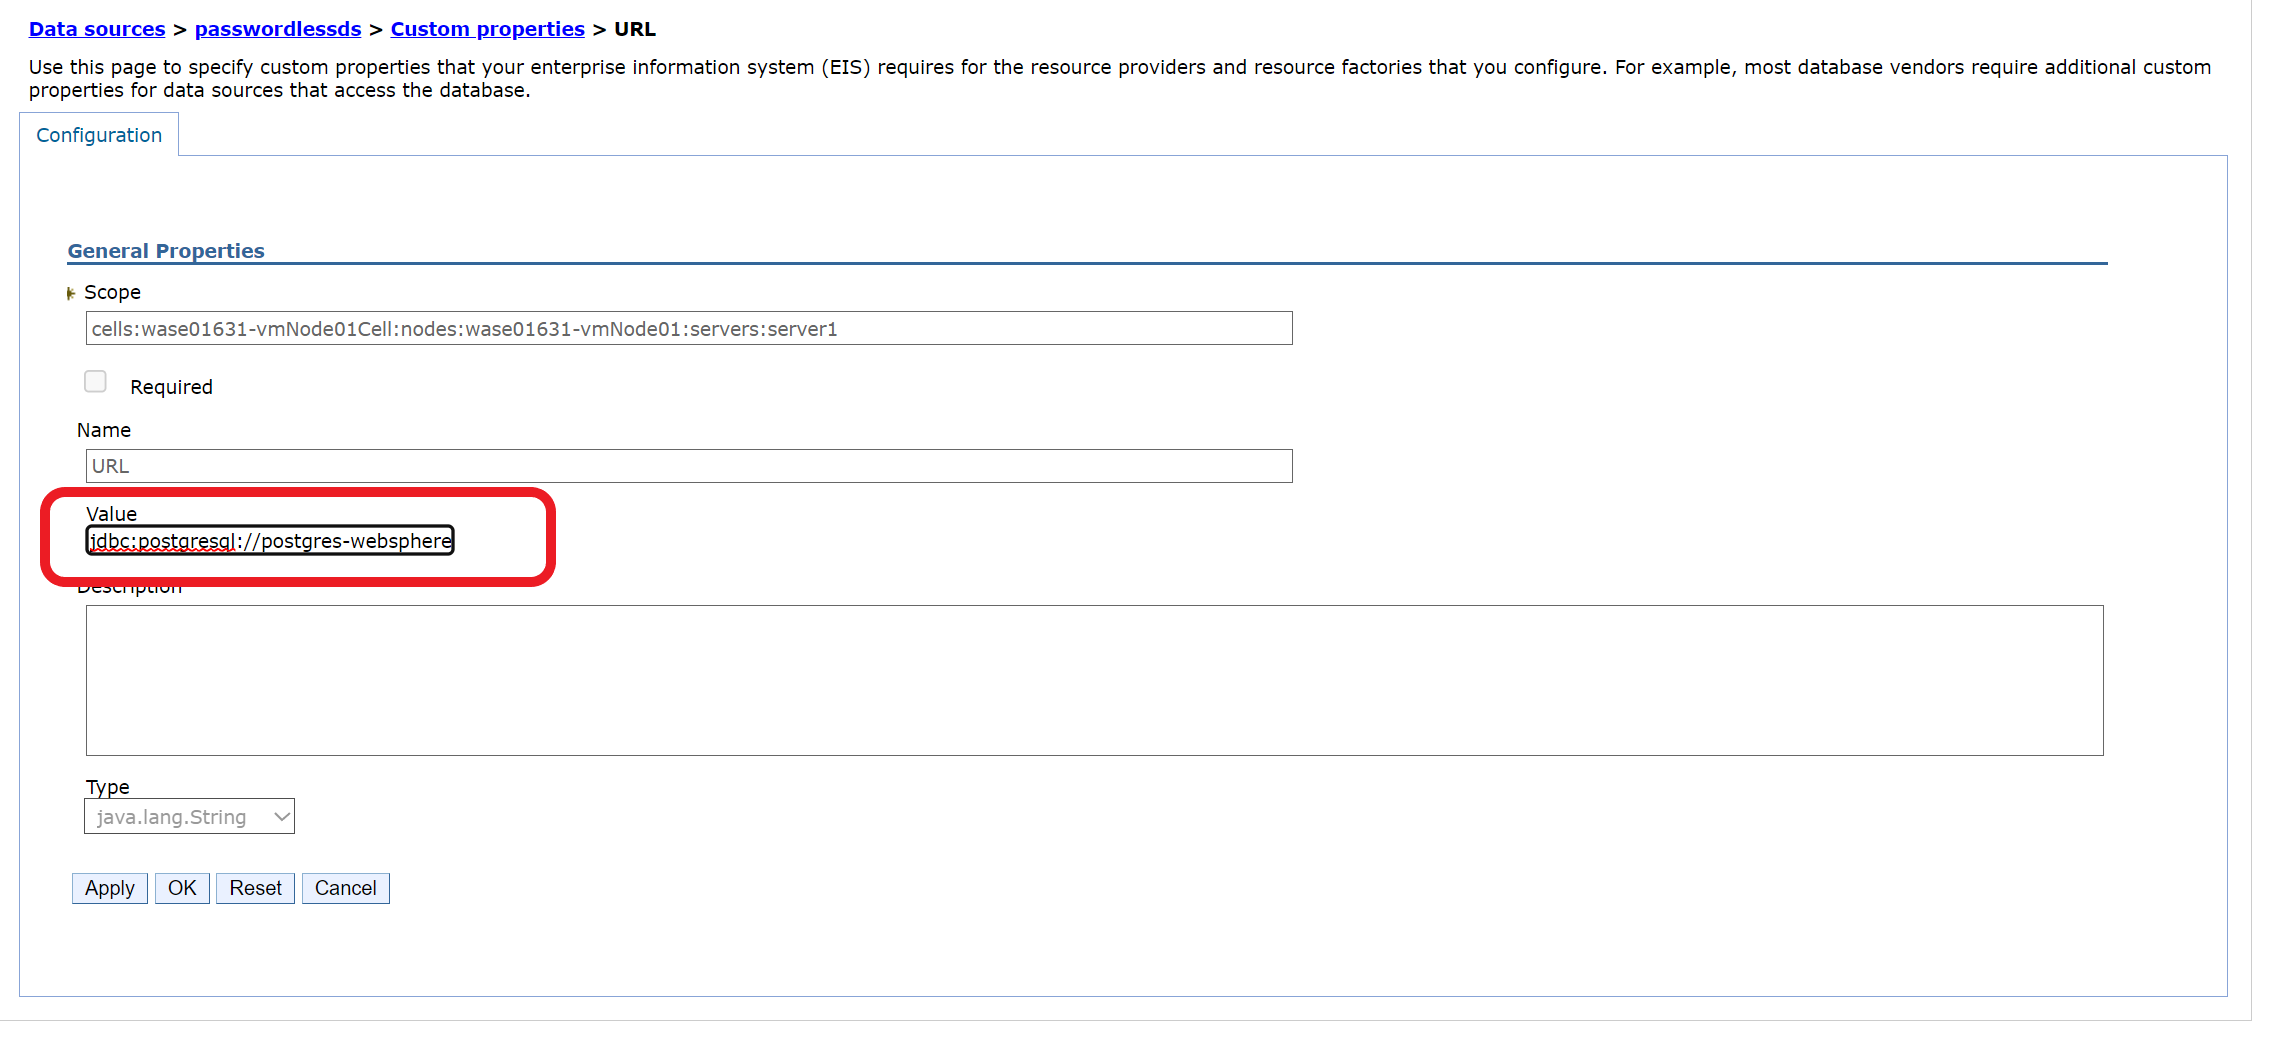 Data sources > passwordlessds > Custom properties > URL
Use this page to specify custom properties that your enterprise information system (EIS) requires for the resource providers and resource factories that you configure. For example, most database vendors require additional custom
properties for data sources that access the database.
Configuration
General Properties
Scope
cells:wase01631-vmNode01Cell:nodes:wase01631-vmNode01:servers:server1
Required
Name
URL
Value
jdbc:postgresql://postgres-websphere
Description
Type
java.lang.String
Apply OK Reset Cancel